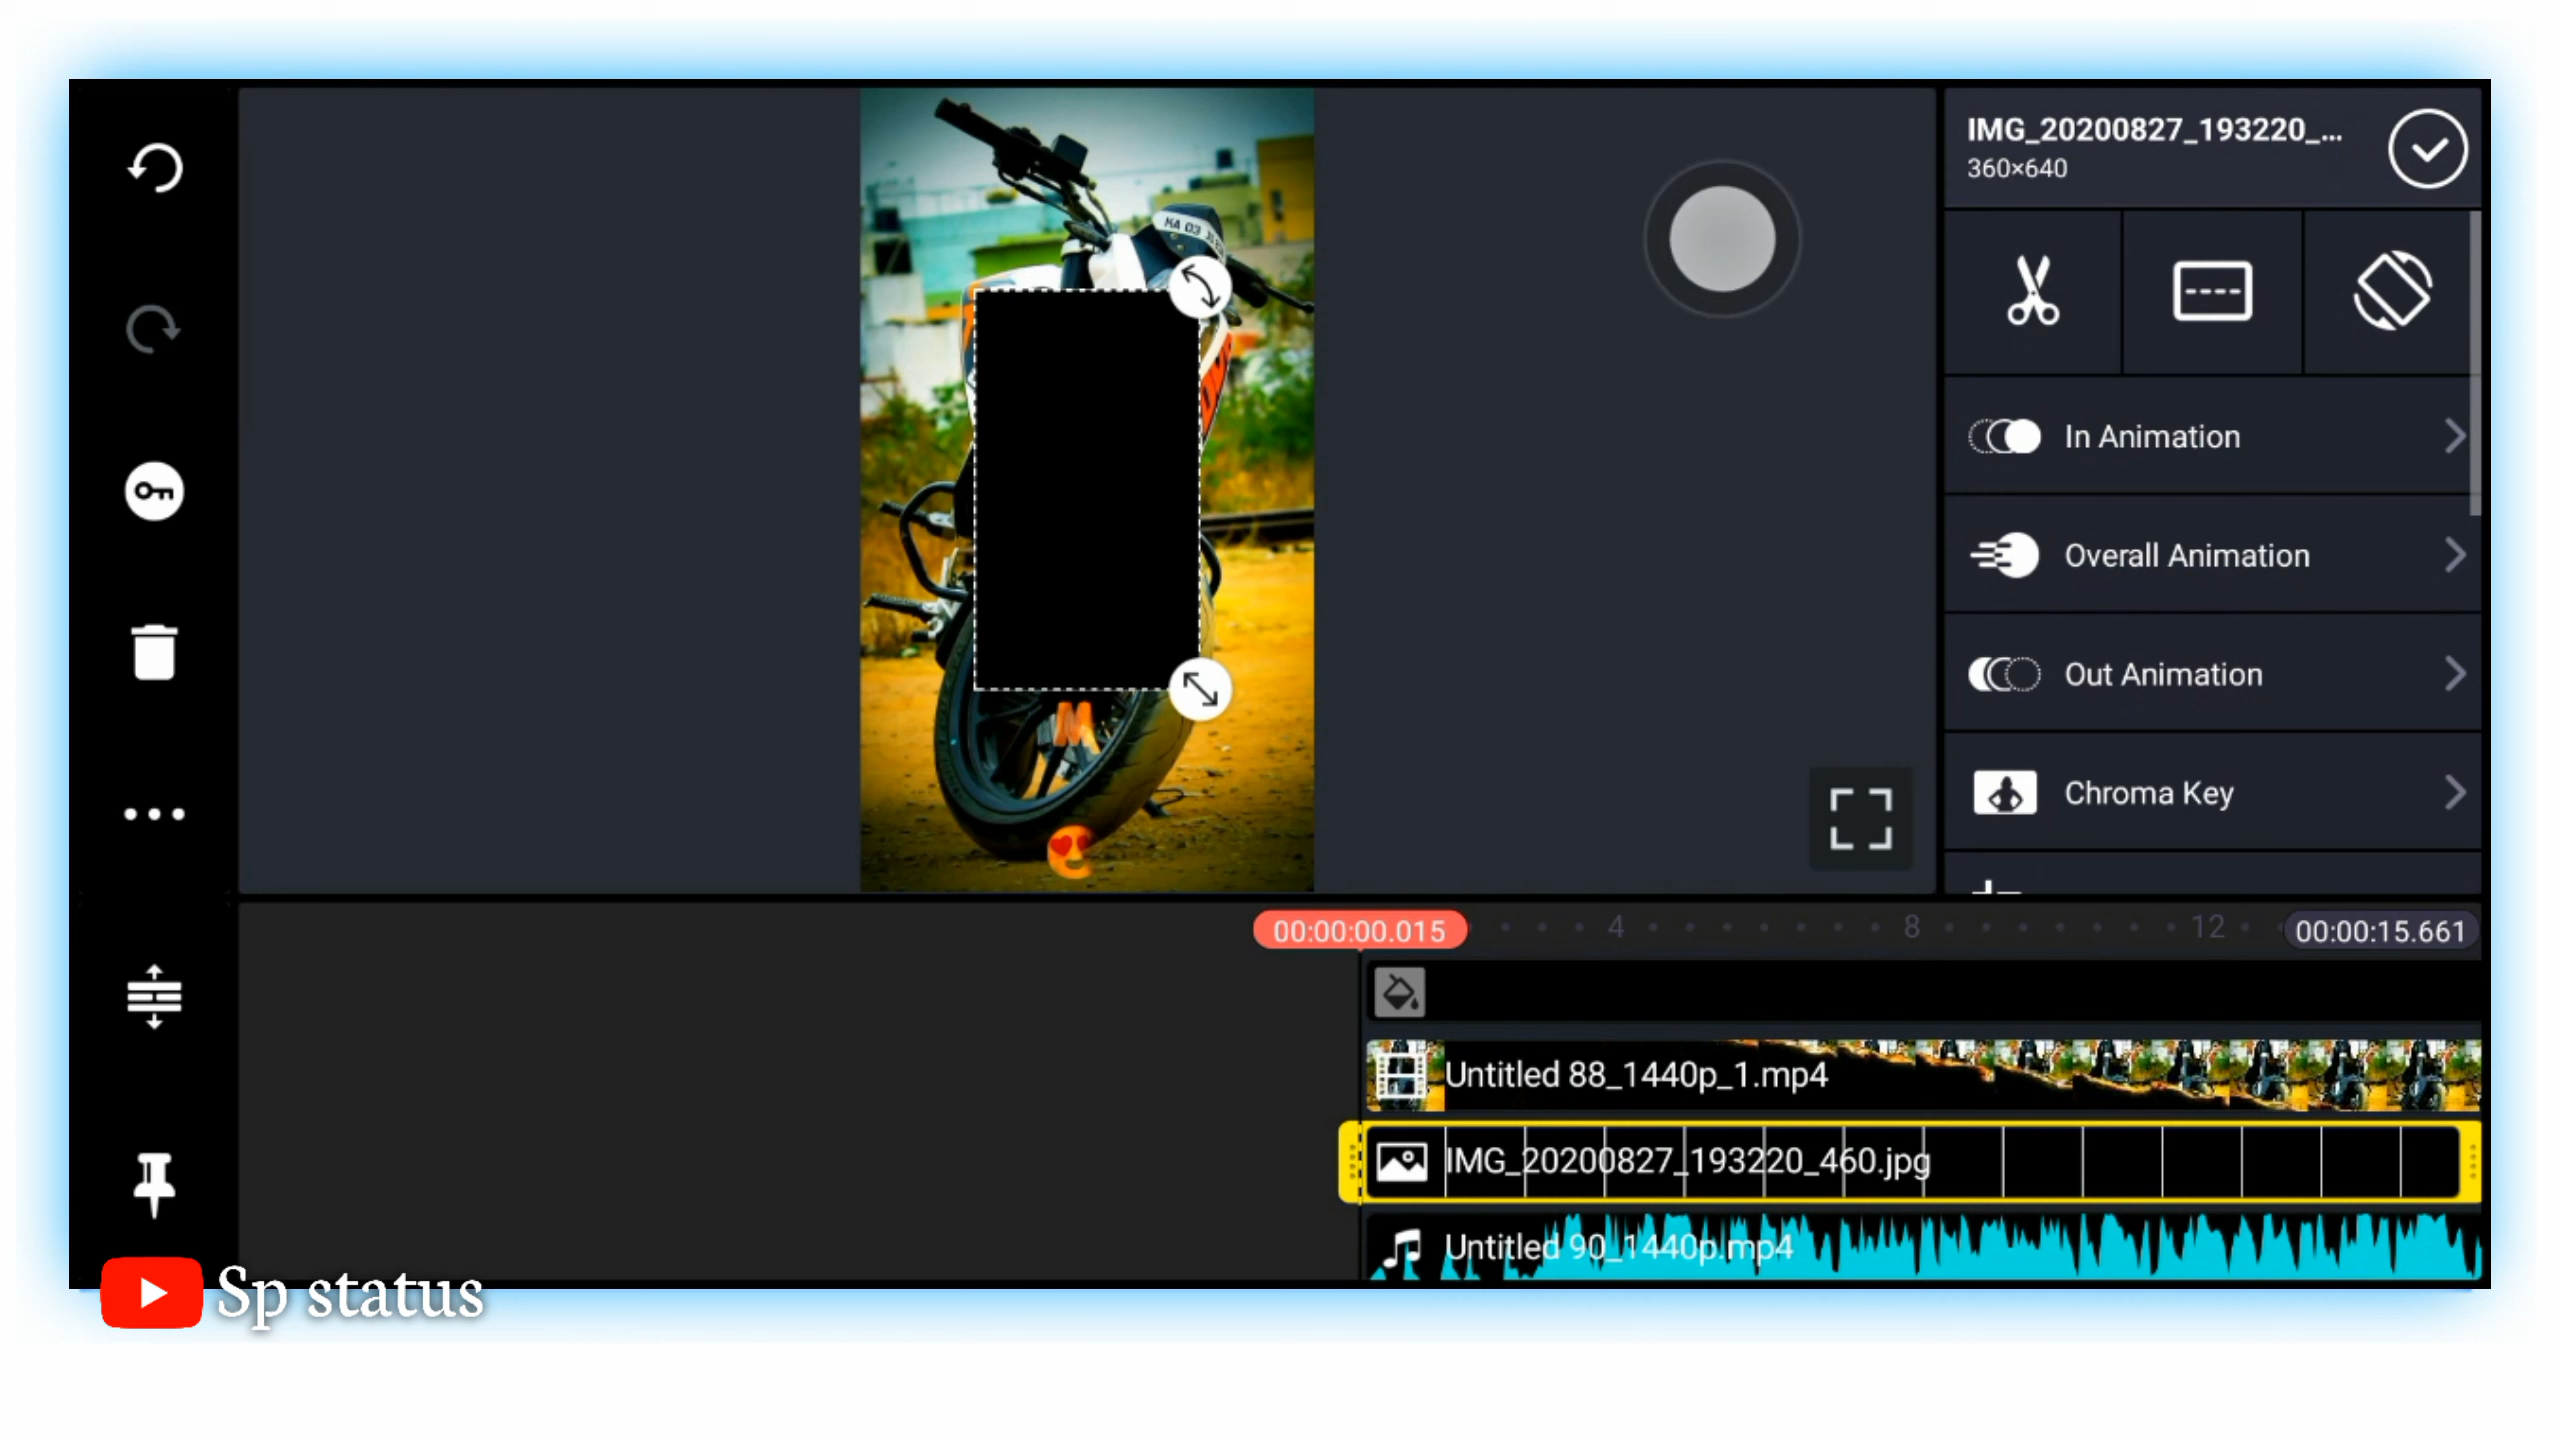 IMG_20200827_193220_...
360×640
In Animation
Overall Animation
Out Animation
Chroma Key
00:00:00.015
4
8
12
00:00:15.661
Untitled 88_1440p_1.mp4
IMG_20200827_193220_460.jpg
Untitled 90_1440p.mp4
Sp status